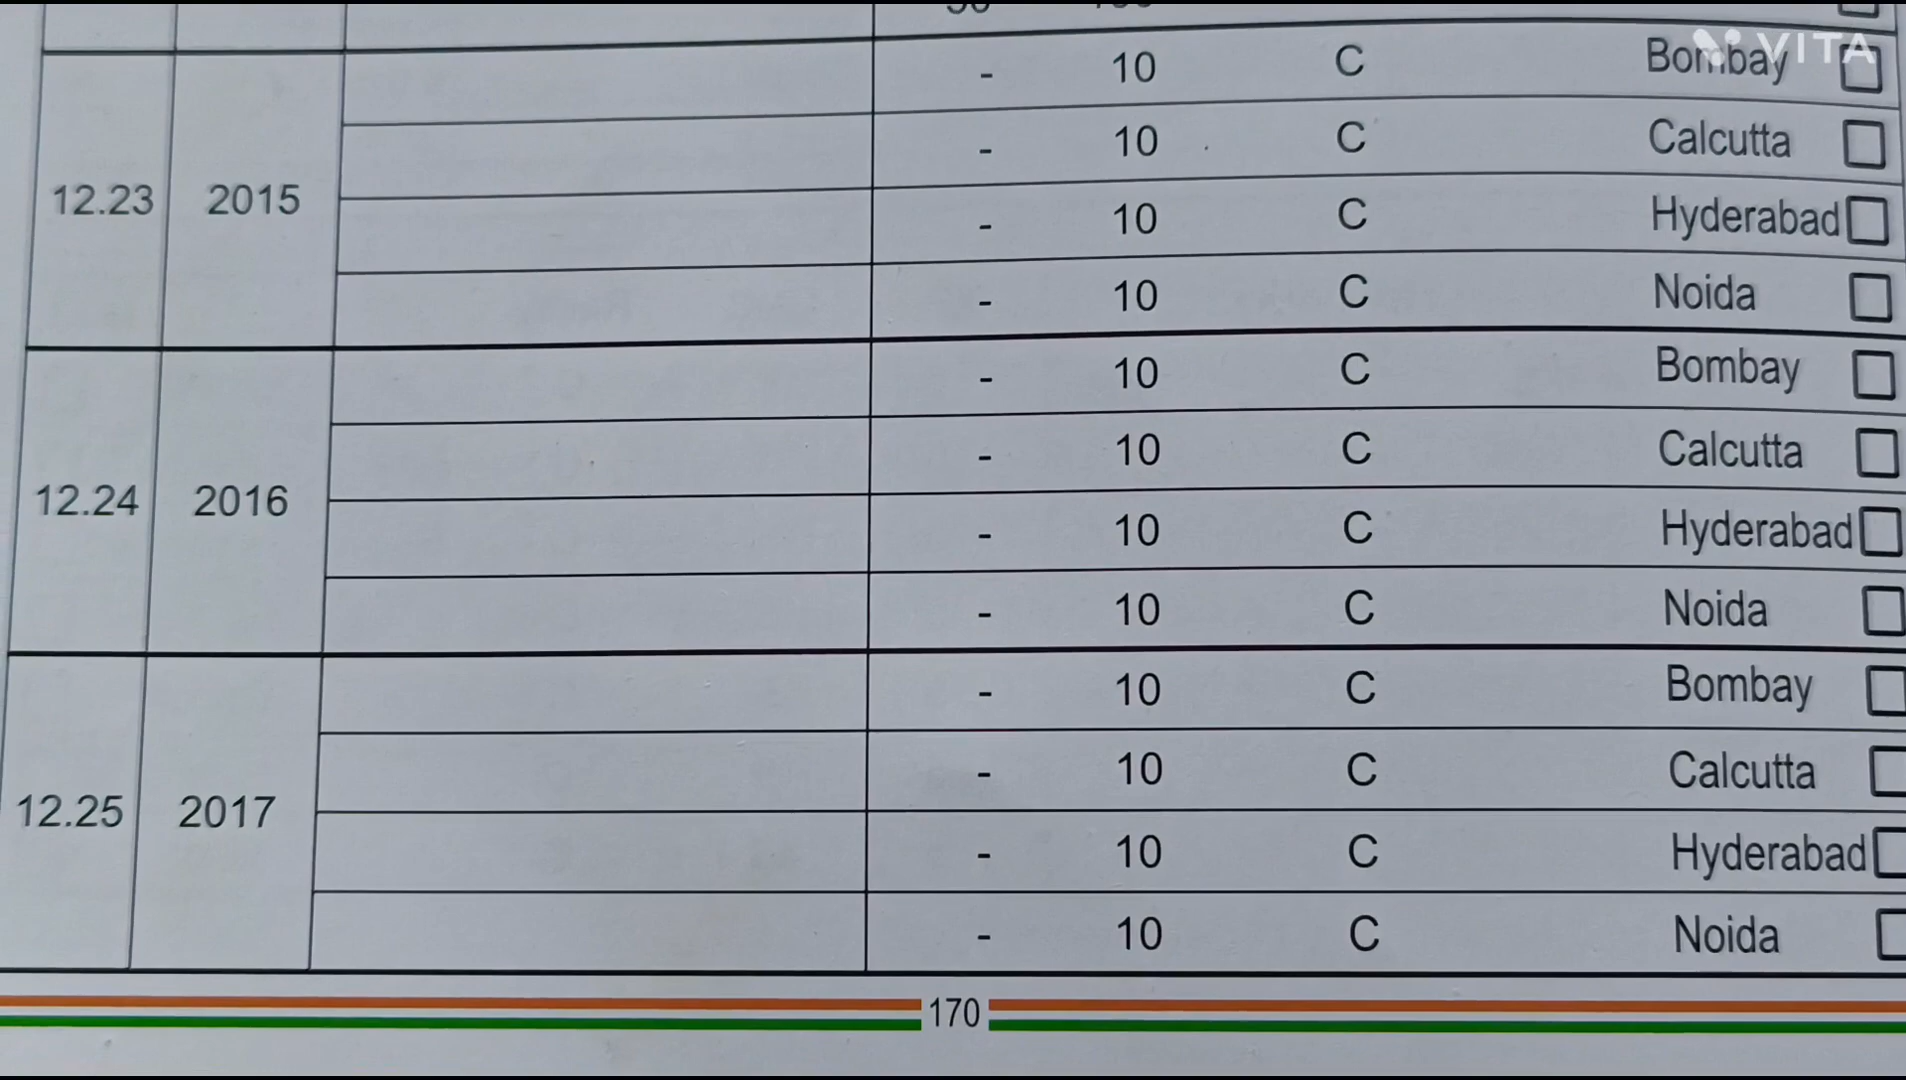 VITA
- 10 C Bombay
- 10 C Calcutta
12.23 2015
- 10 C Hyderabad
- 10 C Noida
- 10 C Bombay
- 10 C Calcutta
12.24 2016
- 10 C Hyderabad
- 10 C Noida
- 10 C Bombay
- 10 C Calcutta
12.25 2017
- 10 C Hyderabad
- 10 C Noida
170